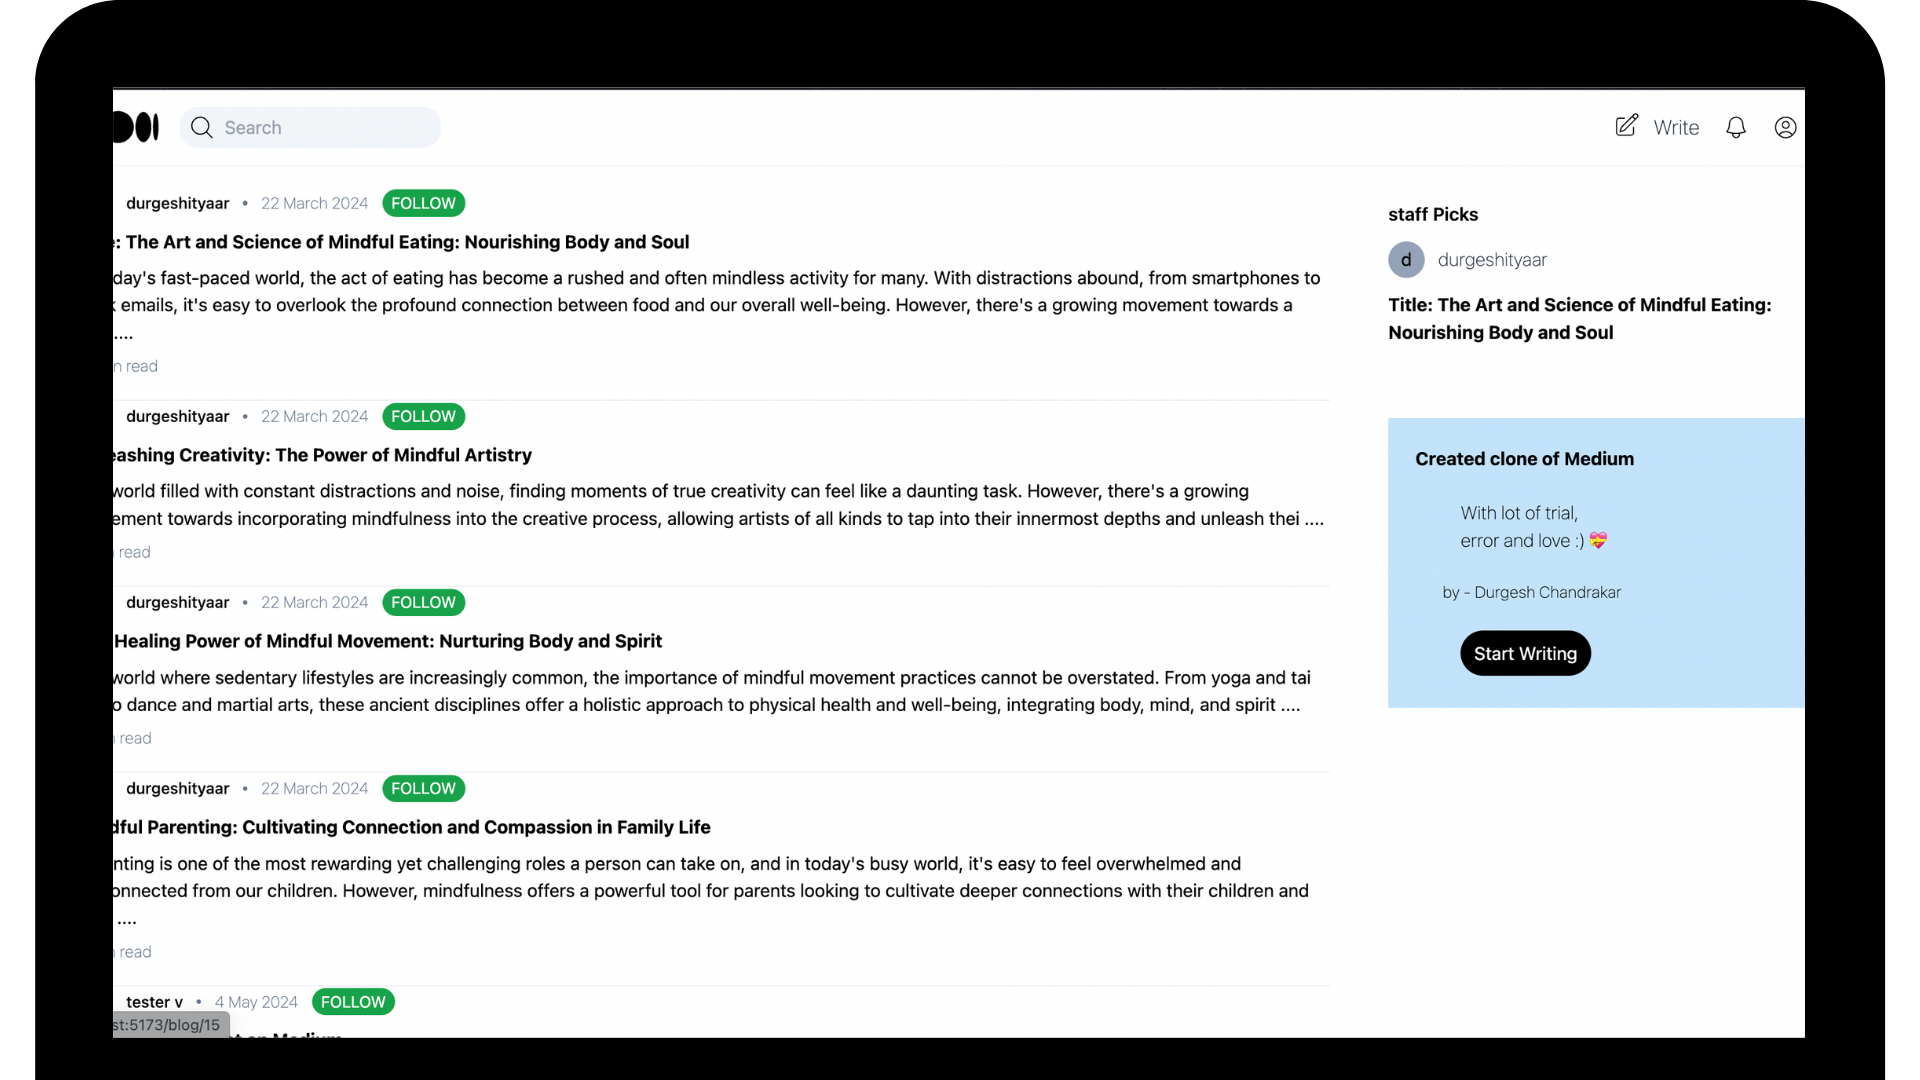 Search
Write
durgeshityaar • 22 March 2024 FOLLOW
: The Art and Science of Mindful Eating: Nourishing Body and Soul
day's fast-paced world, the act of eating has become a rushed and often mindless activity for many. With distractions abound, from smartphones to
emails, it's easy to overlook the profound connection between food and our overall well-being. However, there's a growing movement towards a
....
n read
durgeshityaar • 22 March 2024 FOLLOW
eashing Creativity: The Power of Mindful Artistry
world filled with constant distractions and noise, finding moments of true creativity can feel like a daunting task. However, there's a growing
ement towards incorporating mindfulness into the creative process, allowing artists of all kinds to tap into their innermost depths and unleash thei ....
read
durgeshityaar • 22 March 2024 FOLLOW
Healing Power of Mindful Movement: Nurturing Body and Spirit
world where sedentary lifestyles are increasingly common, the importance of mindful movement practices cannot be overstated. From yoga and tai
o dance and martial arts, these ancient disciplines offer a holistic approach to physical health and well-being, integrating body, mind, and spirit ....
read
durgeshityaar • 22 March 2024 FOLLOW
dful Parenting: Cultivating Connection and Compassion in Family Life
nting is one of the most rewarding yet challenging roles a person can take on, and in today's busy world, it's easy to feel overwhelmed and
onnected from our children. However, mindfulness offers a powerful tool for parents looking to cultivate deeper connections with their children and
....
read
tester v • 4 May 2024 FOLLOW
st:5173/blog/15
on Medium
staff Picks
d durgeshityaar
Title: The Art and Science of Mindful Eating:
Nourishing Body and Soul
Created clone of Medium
With lot of trial,
error and love :) 💝
by - Durgesh Chandrakar
Start Writing